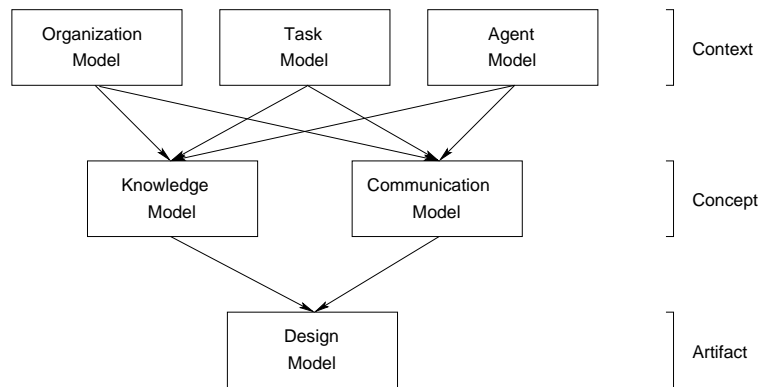 Organization
Model
Task
Model
Agent
Model
Context
Knowledge
Model
Communication
Model
Concept
Design
Model
Artifact